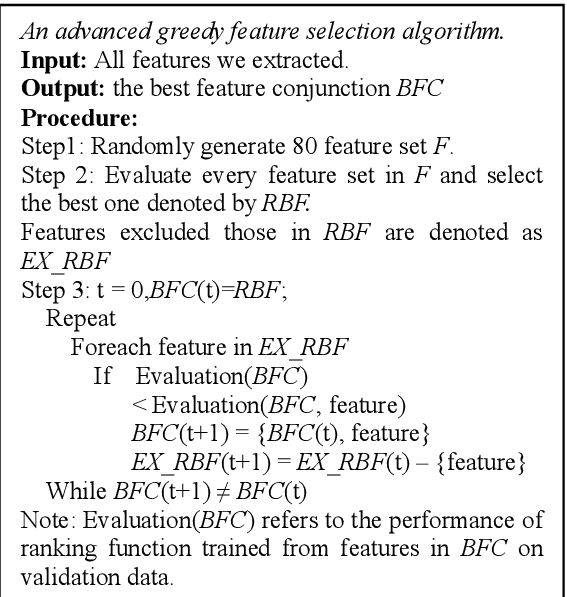 An advanced greedy feature selection algorithm.
Input: All features we extracted.
Output: the best feature conjunction BFC
Procedure:
Step1: Randomly generate 80 feature set F.
Step 2: Evaluate every feature set in F and select
the best one denoted by RBF.
Features excluded those in RBF are denoted as
EX_RBF
Step 3: t = 0,BFC(t)=RBF;
Repeat
Foreach feature in EX_RBF
If Evaluation(BFC)
< Evaluation(BFC, feature)
BFC(t+1) = {BFC(t), feature}
EX_RBF(t+1) = EX_RBF(t) – {feature}
While BFC(t+1) ≠ BFC(t)
Note: Evaluation(BFC) refers to the performance of
ranking function trained from features in BFC on
validation data.